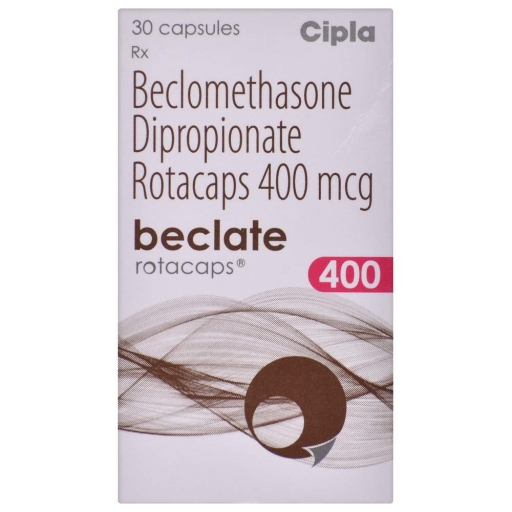 30 capsules
Cipla
Rx
Beclomethasone
Dipropionate
Rotacaps 400 mcg
beclate
rotacaps®
400